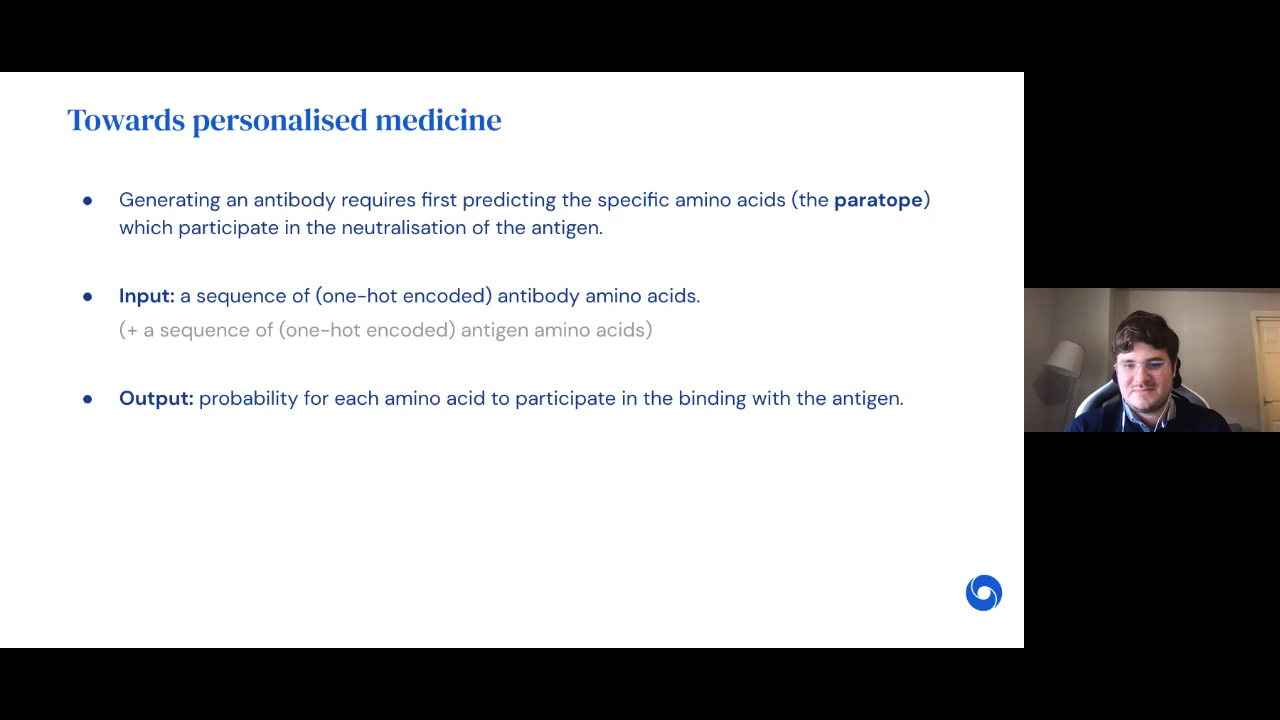 Towards personalised medicine
● Generating an antibody requires first predicting the specific amino acids (the paratope)
which participate in the neutralisation of the antigen.
● Input: a sequence of (one-hot encoded) antibody amino acids.
(+ a sequence of (one-hot encoded) antigen amino acids)
● Output: probability for each amino acid to participate in the binding with the antigen.